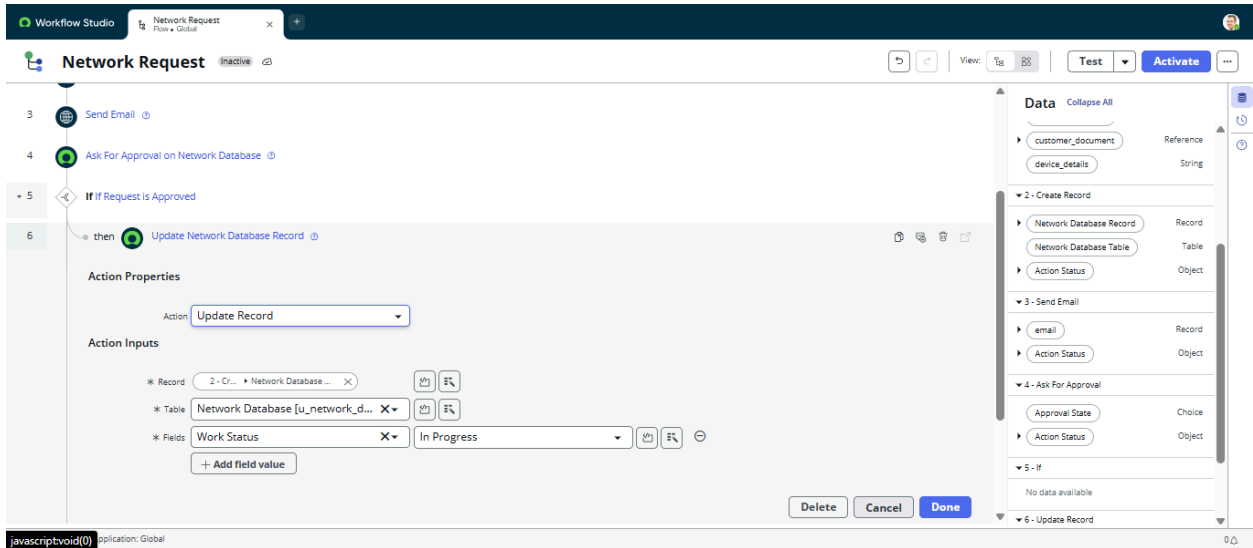 Workflow Studio
Network Request
Flow • Global
Network Request
Inactive
View:
Test
Activate
3
Send Email
4
Ask For Approval on Network Database
5
If If Request is Approved
6
then
Update Network Database Record
Action Properties
Action
Update Record
Action Inputs
* Record
2 - Cr... ▸ Network Database ...
* Table
Network Database [u_network_d...
* Fields
Work Status
In Progress
+ Add field value
Delete
Cancel
Done
Data
Collapse All
customer_document
Reference
device_details
String
2 - Create Record
Network Database Record
Record
Network Database Table
Table
Action Status
Object
3 - Send Email
email
Record
Action Status
Object
4 - Ask For Approval
Approval State
Choice
Action Status
Object
5 - If
No data available
6 - Update Record
javascript:void(0)
pplication: Global
0